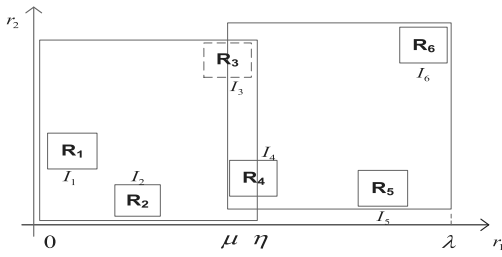 r₂
R₃
R₆
I₃
I₆
I₄
R₁
I₁
I₂
R₄
R₂
R₅
I₅
0 μ η λ r₁